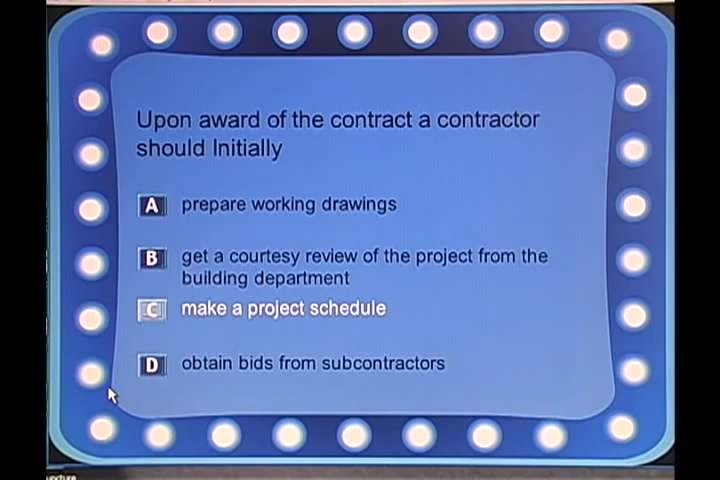 Upon award of the contract a contractor
should Initially
A prepare working drawings
B get a courtesy review of the project from the
building department
C make a project schedule
D obtain bids from subcontractors